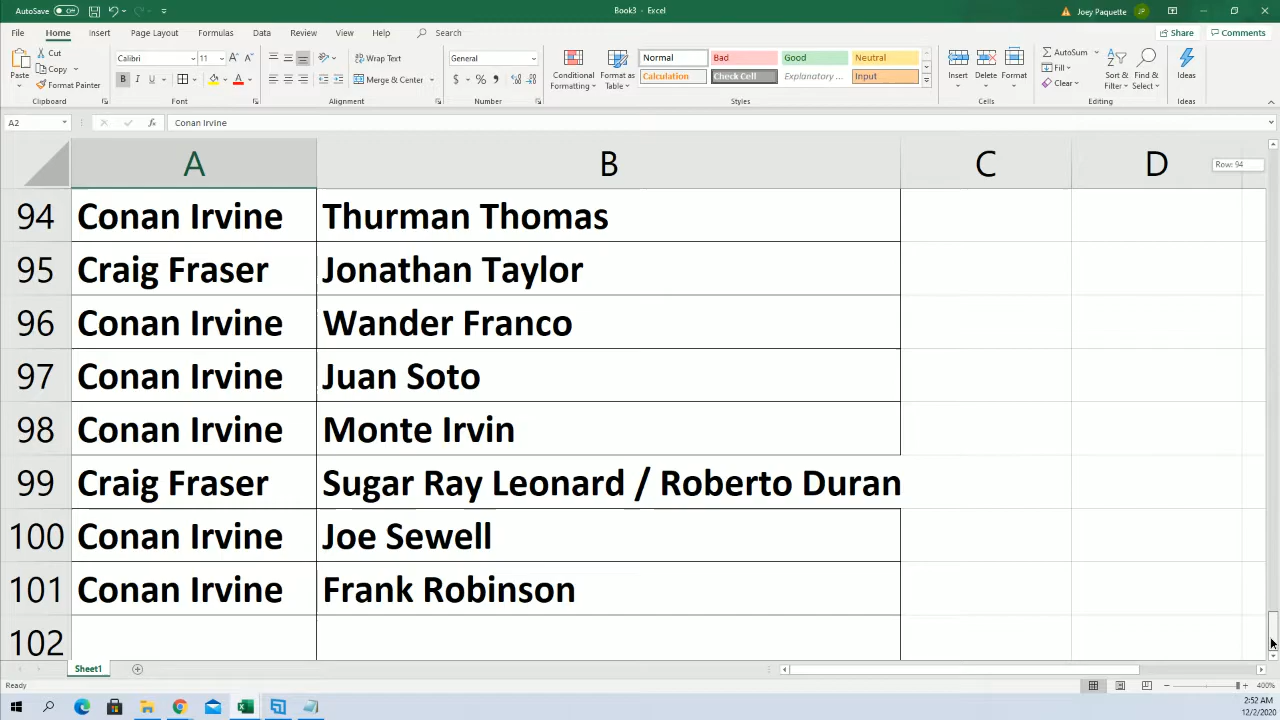 AutoSave Off Book3 - Excel Joey Paquette JP
File Home Insert Page Layout Formulas Data Review View Help Search Share Comments
Paste Cut Copy Format Painter Clipboard
Calibri 11 B I U A Font
Wrap Text Merge & Center Alignment
General $ % Number
Conditional Formatting Format as Table Normal Bad Good Neutral Calculation Check Cell Explanatory ... Input Styles
Insert Delete Format Cells
AutoSum Fill Clear Sort & Filter Find & Select Editing
Ideas Ideas
A2 fx Conan Irvine
A B C D Row: 94
94 Conan Irvine Thurman Thomas
95 Craig Fraser Jonathan Taylor
96 Conan Irvine Wander Franco
97 Conan Irvine Juan Soto
98 Conan Irvine Monte Irvin
99 Craig Fraser Sugar Ray Leonard / Roberto Duran
100 Conan Irvine Joe Sewell
101 Conan Irvine Frank Robinson
102
Sheet1
Ready 400%
2:52 AM
12/2/2020